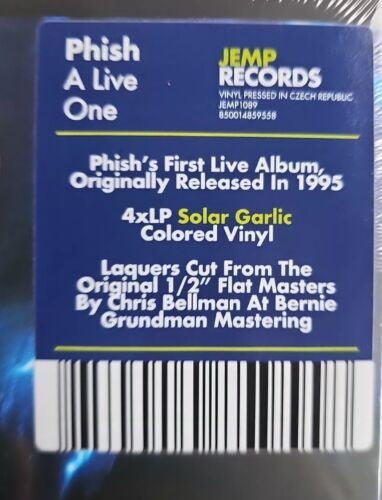 Phish
A Live
One
JEMP
RECORDS
VINYL PRESSED IN CZECH REPUBLIC
JEMP1089
850014859558
Phish's First Live Album,
Originally Released In 1995
4xLP Solar Garlic
Colored Vinyl
Laquers Cut From The
Original 1/2" Flat Masters
By Chris Bellman At Bernie
Grundman Mastering